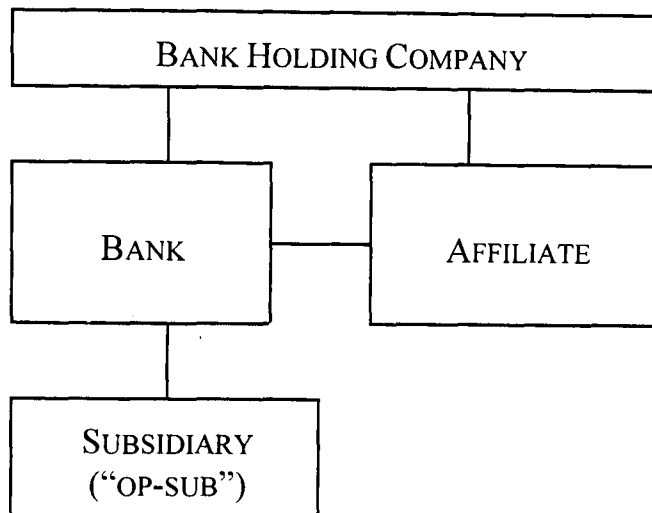 BANK HOLDING COMPANY
BANK
AFFILIATE
SUBSIDIARY
(“OP-SUB”)